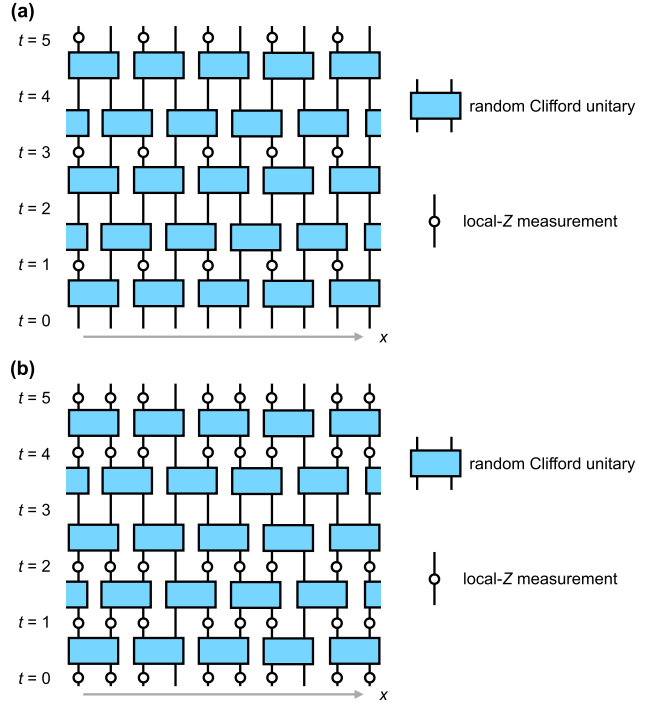 (a)
t = 5
t = 4
random Clifford unitary
t = 3
t = 2
local-Z measurement
t = 1
t = 0
x
(b)
t = 5
t = 4
random Clifford unitary
t = 3
t = 2
local-Z measurement
t = 1
t = 0
x